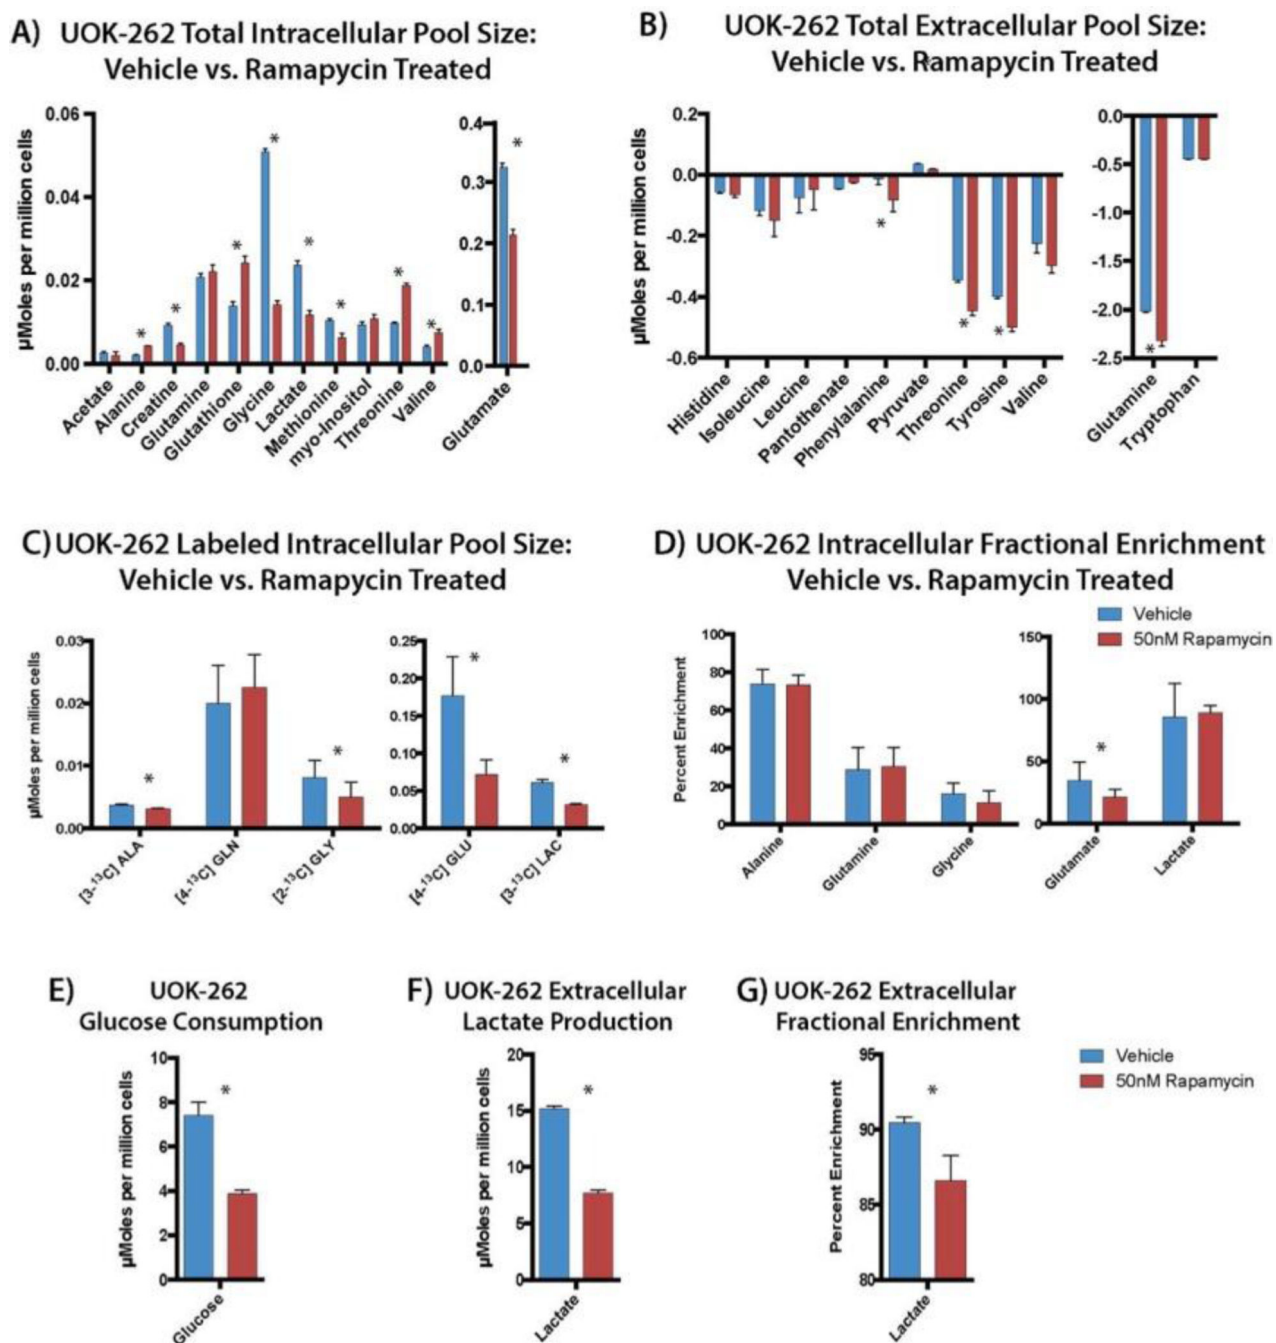 A) UOK-262 Total Intracellular Pool Size:
Vehicle vs. Ramapycin Treated
µMoles per million cells
0.06
0.04
0.02
0.00
*
*
*
*
*
*
*
*
Acetate
Alanine
Creatine
Glutamine
Glutathione
Glycine
Lactate
Methionine
myo-Inositol
Threonine
Valine
0.4
0.3
0.2
0.1
0.0
*
Glutamate
B) UOK-262 Total Extracellular Pool Size:
Vehicle vs. Ramapycin Treated
µMoles per million cells
0.2
0.0
-0.2
-0.4
-0.6
*
*
*
Histidine
Isoleucine
Leucine
Pantothenate
Phenylalanine
Pyruvate
Threonine
Tyrosine
Valine
0.0
-0.5
-1.0
-1.5
-2.0
-2.5
*
Glutamine
Tryptophan
C) UOK-262 Labeled Intracellular Pool Size:
Vehicle vs. Ramapycin Treated
µMoles per million cells
0.03
0.02
0.01
0.00
*
*
[3-¹³C] ALA
[4-¹³C] GLN
[2-¹³C] GLY
0.25
0.20
0.15
0.10
0.05
0.00
*
*
[4-¹³C] GLU
[3-¹³C] LAC
D) UOK-262 Intracellular Fractional Enrichment
Vehicle vs. Rapamycin Treated
Vehicle
50nM Rapamycin
Percent Enrichment
100
80
60
40
20
0
Alanine
Glutamine
Glycine
150
100
50
0
*
Glutamate
Lactate
E) UOK-262
Glucose Consumption
µMoles per million cells
10
8
6
4
2
0
*
Glucose
F) UOK-262 Extracellular
Lactate Production
µMoles per million cells
20
15
10
5
0
*
Lactate
G) UOK-262 Extracellular
Fractional Enrichment
Percent Enrichment
95
90
85
80
*
Lactate
Vehicle
50nM Rapamycin